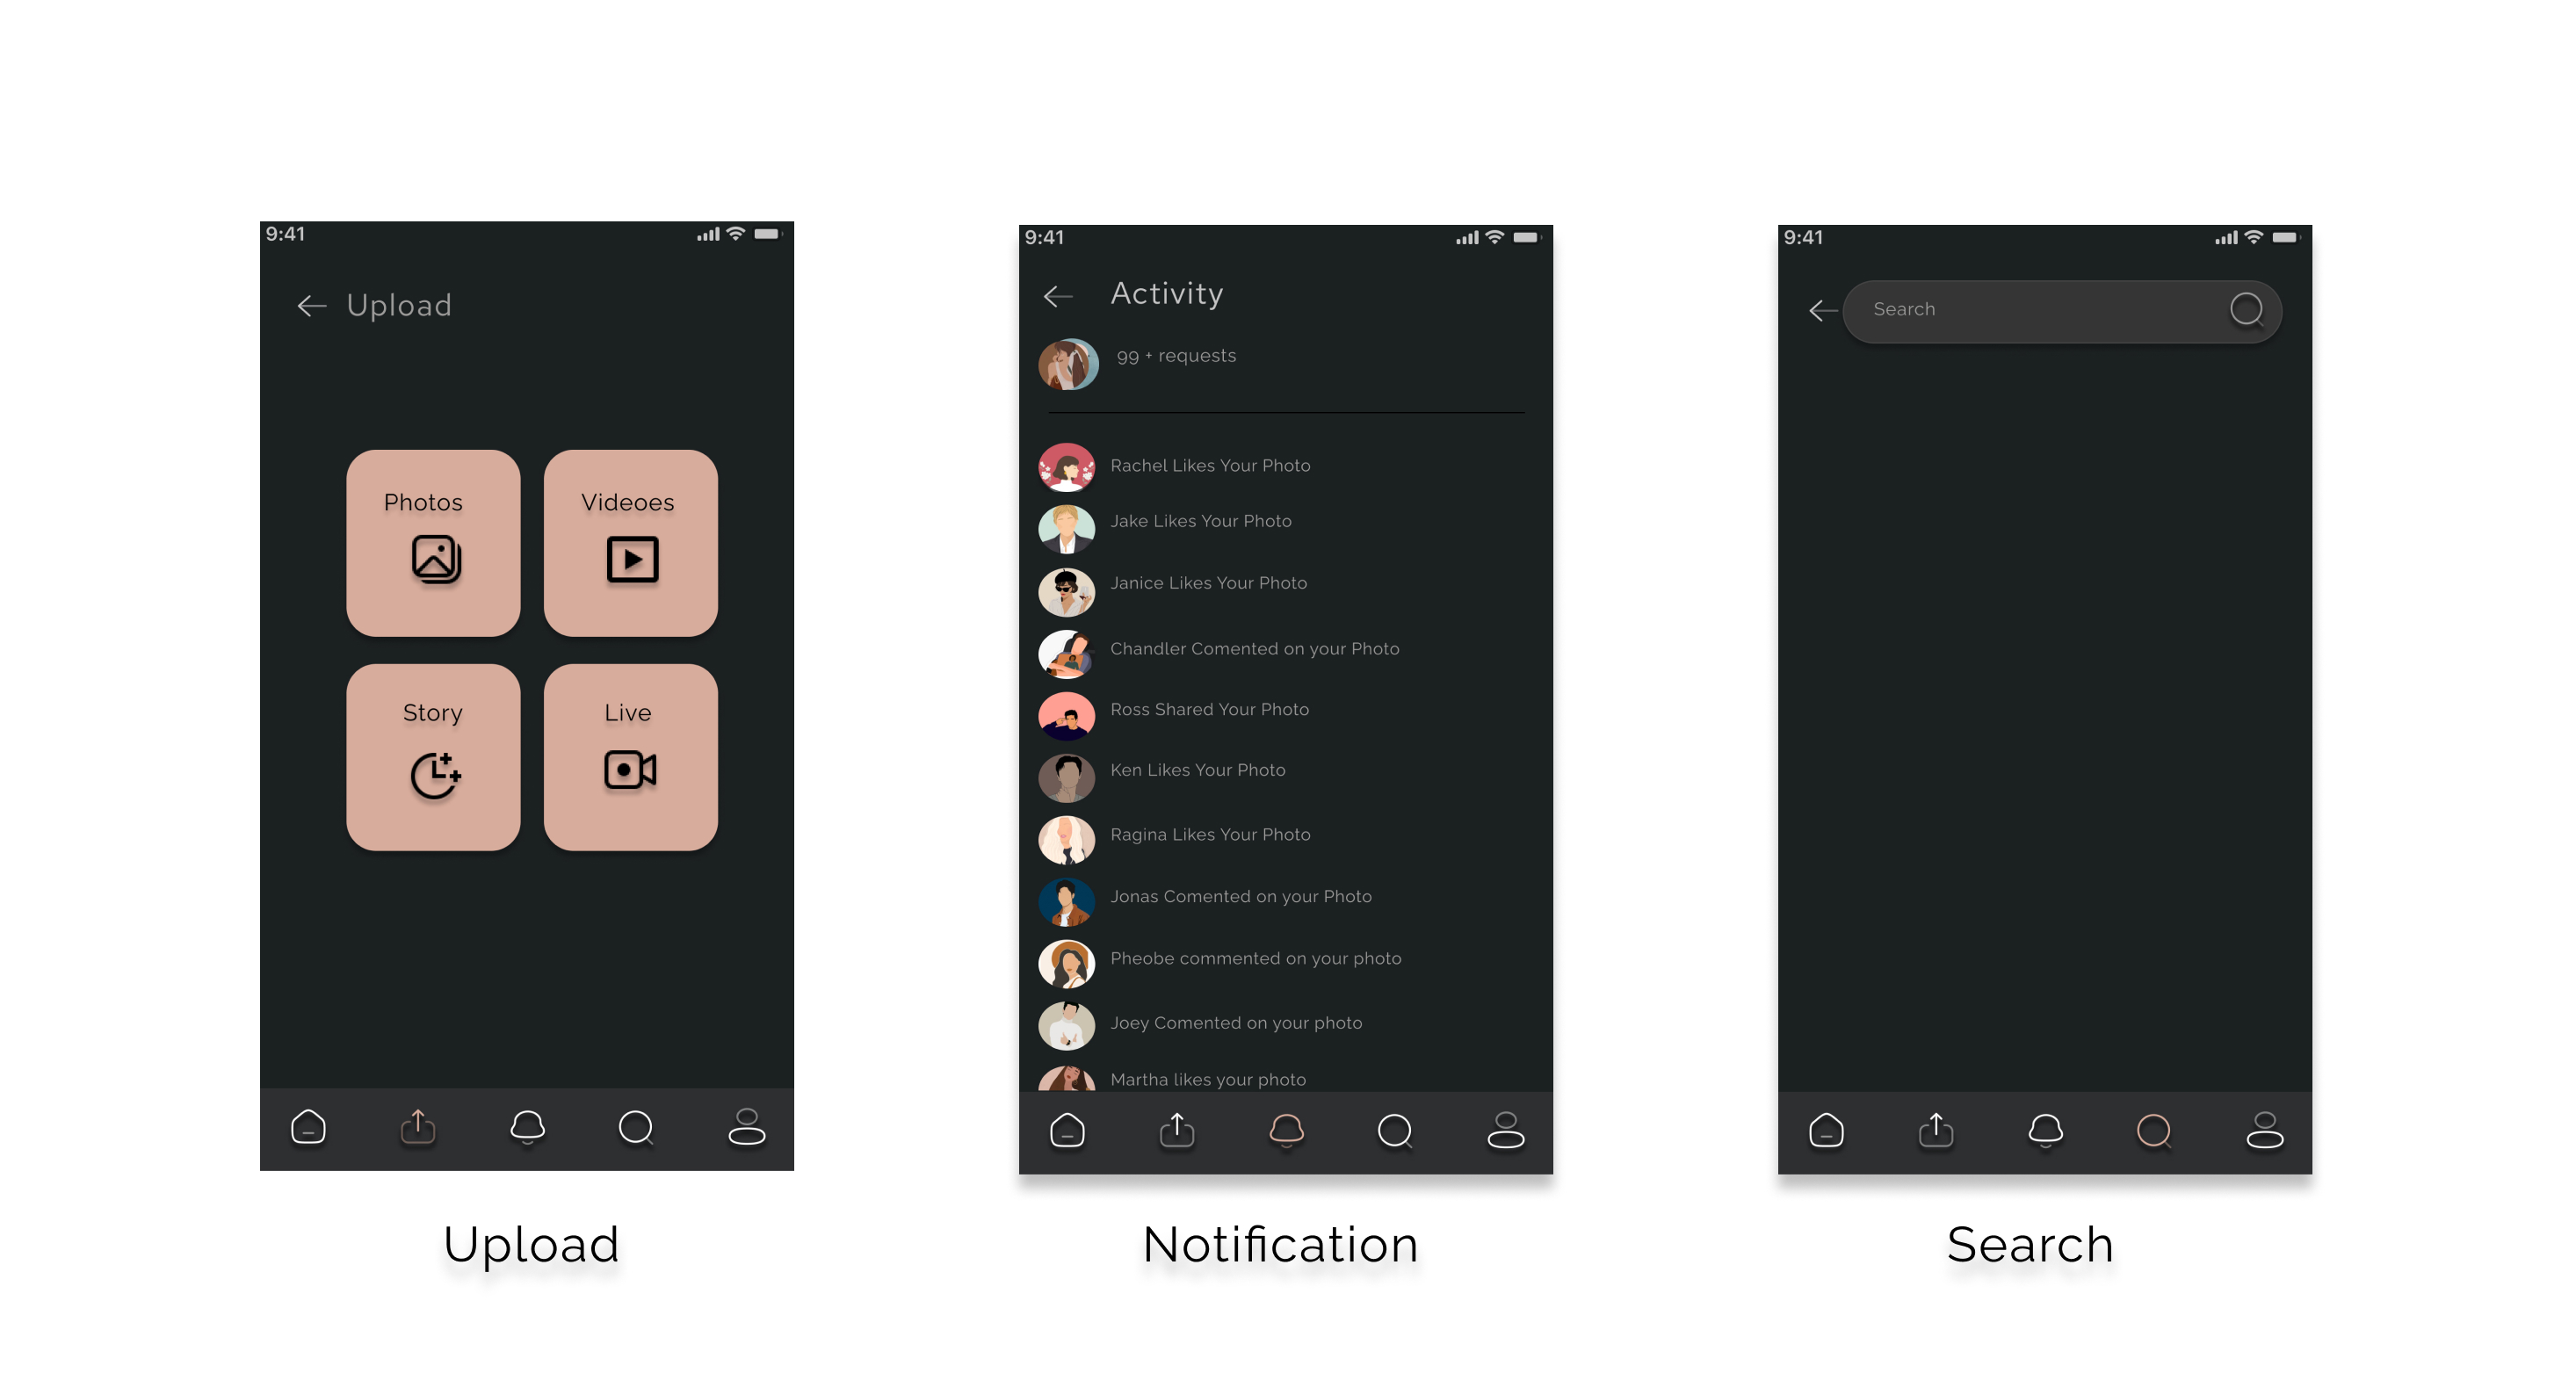 9:41
Upload
Photos
Videoes
Story
Live
Upload
9:41
Activity
99 + requests
Rachel Likes Your Photo
Jake Likes Your Photo
Janice Likes Your Photo
Chandler Comented on your Photo
Ross Shared Your Photo
Ken Likes Your Photo
Ragina Likes Your Photo
Jonas Comented on your Photo
Pheobe commented on your photo
Joey Comented on your photo
Martha likes your photo
Notification
9:41
Search
Search